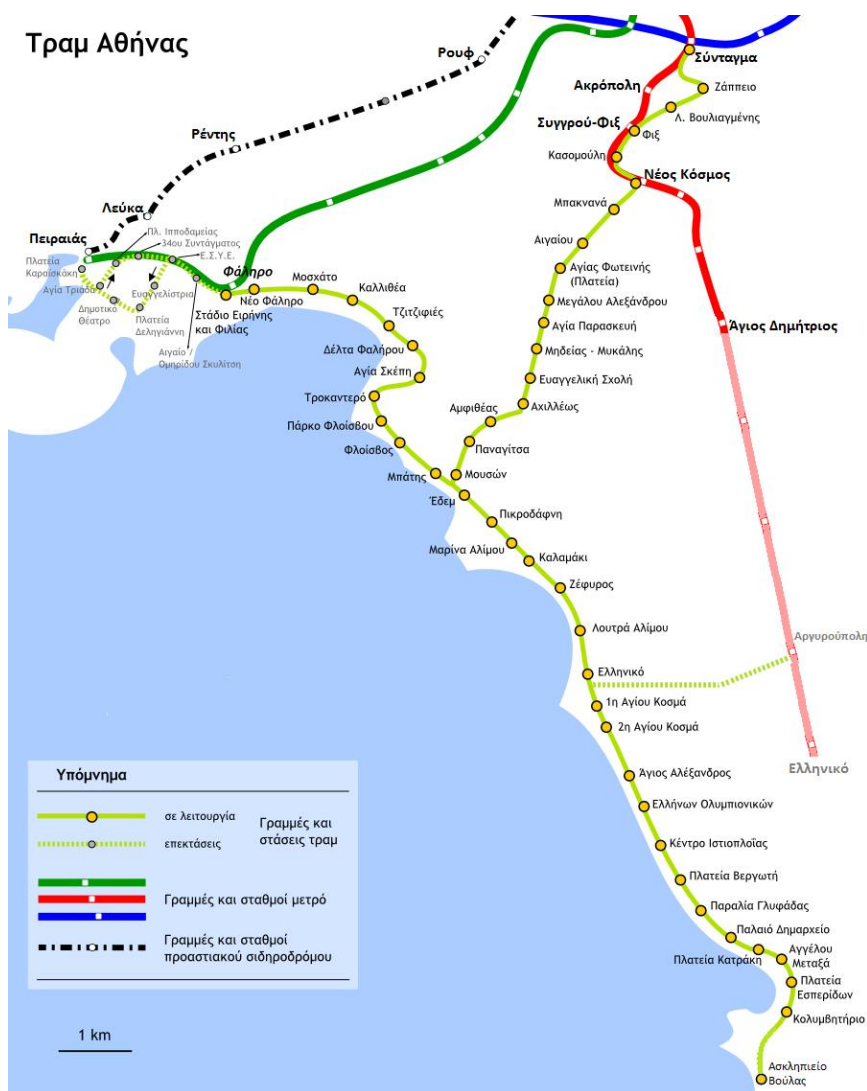 Τραμ Αθήνας
Ρουφ
Σύνταγμα
Ακρόπολη
Ζάππειο
Λ. Βουλιαγμένης
Συγγρού-Φιξ
Φιξ
Ρέντης
Κασομούλη
Νέος Κόσμος
Λεύκα
Μπακνανά
Πλ. Ιπποδαμείας
34ου Συντάγματος
Ε.Σ.Υ.Ε.
Πειραιάς
Αιγαίου
Πλατεία
Καραϊσκάκη
Φάληρο
Αγίας Φωτεινής
(Πλατεία)
Αγία Τριάδα
Ευαγγελίστρια
Νέο Φάληρο
Μοσχάτο
Καλλιθέα
Μεγάλου Αλεξάνδρου
Δημοτικό
Θέατρο
Πλατεία
Δεληγιάννη
Στάδιο Ειρήνης
και Φιλίας
Τζιτζιφιές
Αγία Παρασκευή
Άγιος Δημήτριος
Αιγαίο /
Ομηρίδου Σκυλίτση
Δέλτα Φαλήρου
Μηδείας - Μυκάλης
Αγία Σκέπη
Ευαγγελική Σχολή
Τροκαντερό
Αμφιθέας
Αχιλλέως
Πάρκο Φλοίσβου
Φλοίσβος
Παναγίτσα
Μπάτης
Μουσών
Έδεμ
Πικροδάφνη
Μαρίνα Αλίμου
Καλαμάκι
Ζέφυρος
Λουτρά Αλίμου
Αργυρούπολη
Ελληνικό
1η Αγίου Κοσμά
2η Αγίου Κοσμά
Ελληνικό
Άγιος Αλέξανδρος
Ελλήνων Ολυμπιονικών
Κέντρο Ιστιοπλοΐας
Πλατεία Βεργωτή
Παραλία Γλυφάδας
Παλαιό Δημαρχείο
Πλατεία Κατράκη
Αγγέλου
Μεταξά
Πλατεία
Εσπερίδων
Κολυμβητήριο
Ασκληπιείο
Βούλας
Υπόμνημα
σε λειτουργία
επεκτάσεις
Γραμμές και
στάσεις τραμ
Γραμμές και σταθμοί μετρό
Γραμμές και σταθμοί
προαστιακού σιδηροδρόμου
1 km